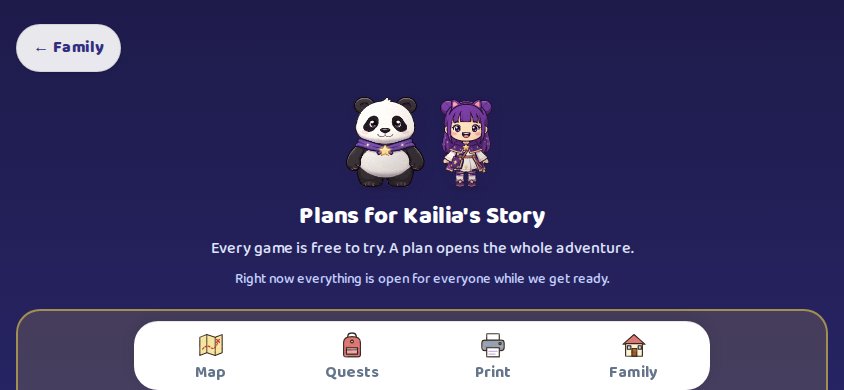 ← Family
Plans for Kailia's Story
Every game is free to try. A plan opens the whole adventure.
Right now everything is open for everyone while we get ready.
Map
Quests
Print
Family